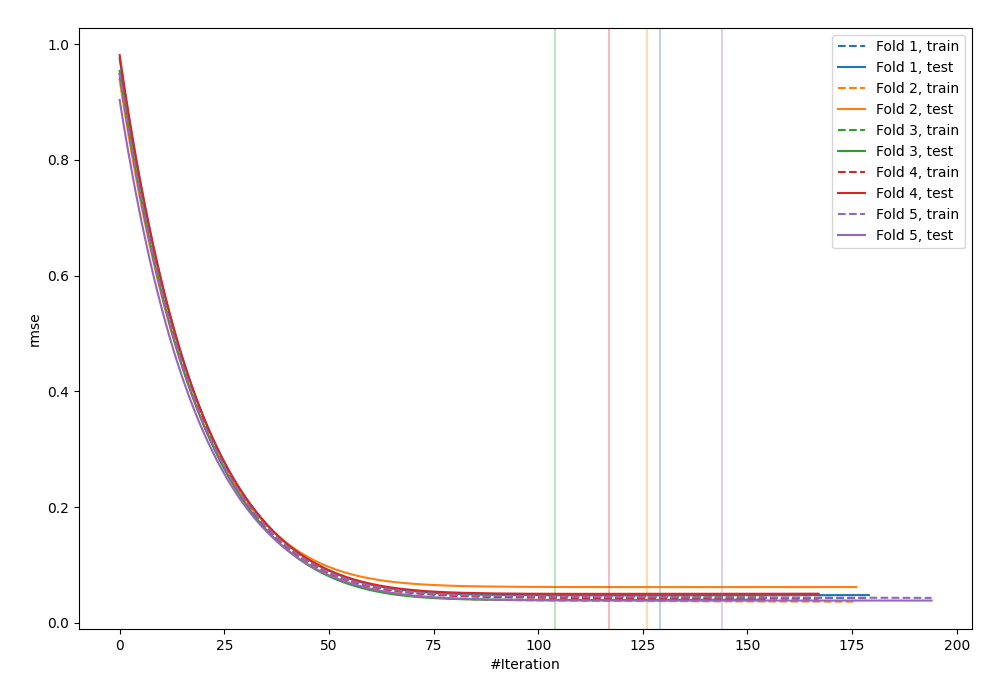 1.0
0.8
0.6
0.4
0.2
0.0
rmse
0
25
50
75
100
125
150
175
200
#Iteration
Fold 1, train
Fold 1, test
Fold 2, train
Fold 2, test
Fold 3, train
Fold 3, test
Fold 4, train
Fold 4, test
Fold 5, train
Fold 5, test